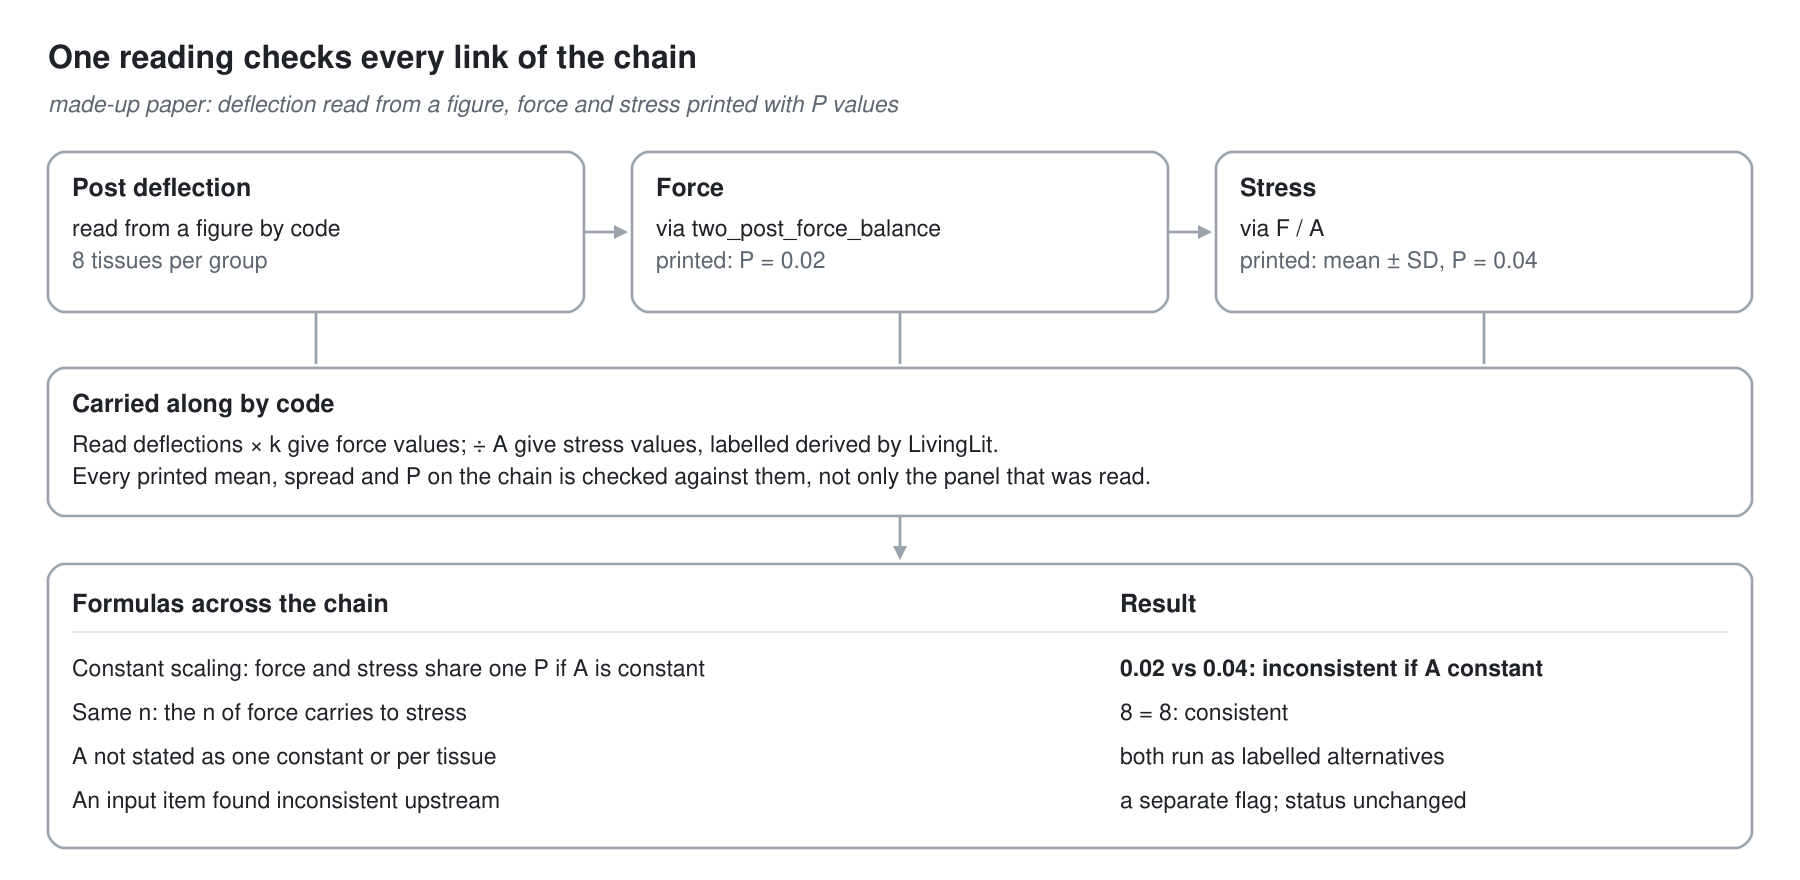 One reading checks every link of the chain
made-up paper: deflection read from a figure, force and stress printed with P values
Post deflection
read from a figure by code
8 tissues per group
Force
via two_post_force_balance
printed: P = 0.02
Stress
via F / A
printed: mean ± SD, P = 0.04
Carried along by code
Read deflections × k give force values; ÷ A give stress values, labelled derived by LivingLit.
Every printed mean, spread and P on the chain is checked against them, not only the panel that was read.
Formulas across the chain Result
Constant scaling: force and stress share one P if A is constant 0.02 vs 0.04: inconsistent if A constant
Same n: the n of force carries to stress 8 = 8: consistent
A not stated as one constant or per tissue both run as labelled alternatives
An input item found inconsistent upstream a separate flag; status unchanged